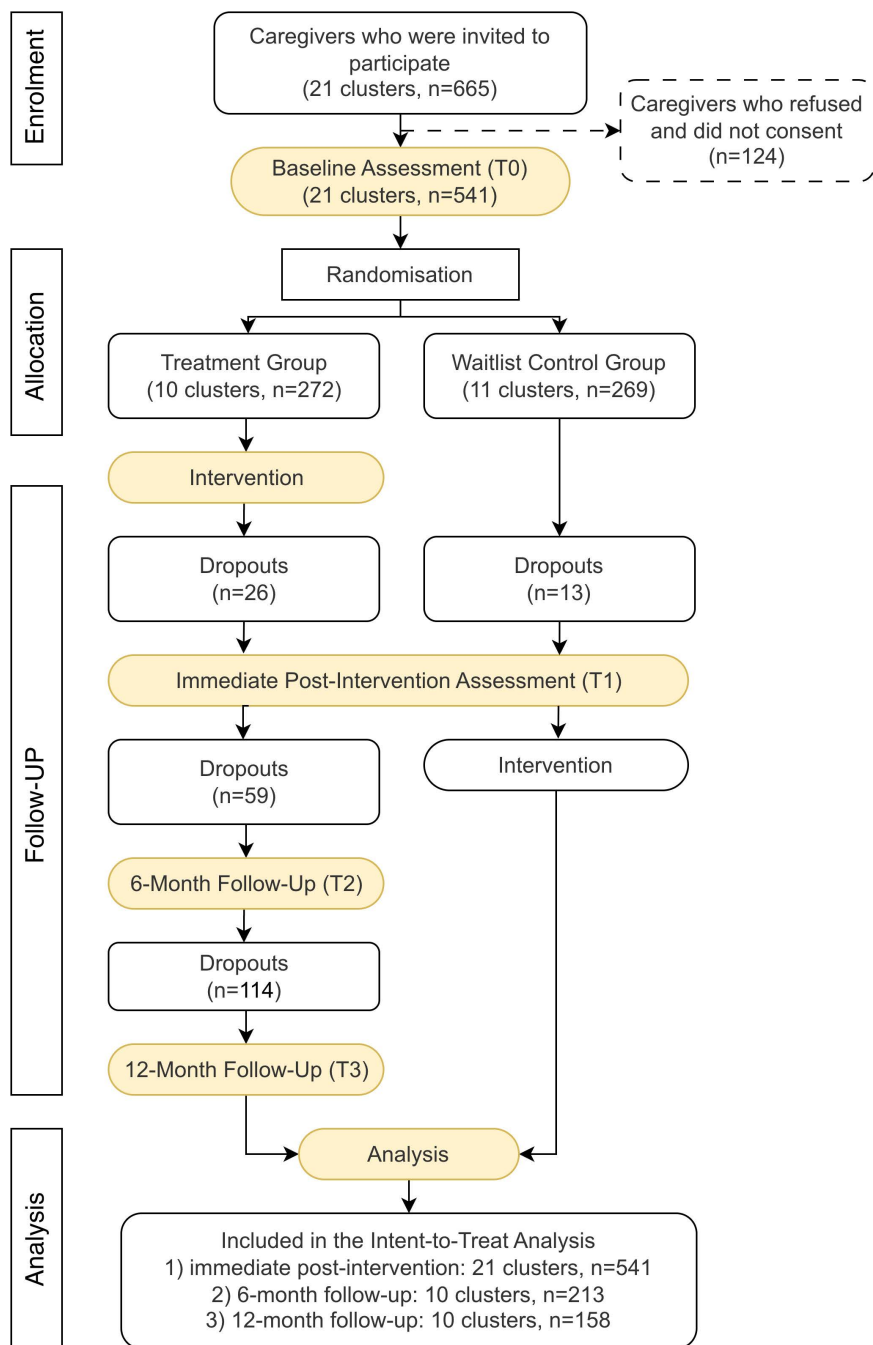 Enrolment
Caregivers who were invited to
participate
(21 clusters, n=665)
Caregivers who refused
and did not consent
(n=124)
Baseline Assessment (T0)
(21 clusters, n=541)
Allocation
Randomisation
Treatment Group
(10 clusters, n=272)
Waitlist Control Group
(11 clusters, n=269)
Intervention
Follow-UP
Dropouts
(n=26)
Dropouts
(n=13)
Immediate Post-Intervention Assessment (T1)
Dropouts
(n=59)
Intervention
6-Month Follow-Up (T2)
Dropouts
(n=114)
12-Month Follow-Up (T3)
Analysis
Analysis
Included in the Intent-to-Treat Analysis
1) immediate post-intervention: 21 clusters, n=541
2) 6-month follow-up: 10 clusters, n=213
3) 12-month follow-up: 10 clusters, n=158